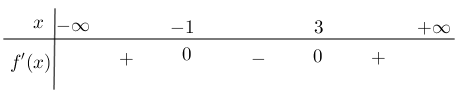 x −∞ −1 3 +∞
f′(x) + 0 − 0 +